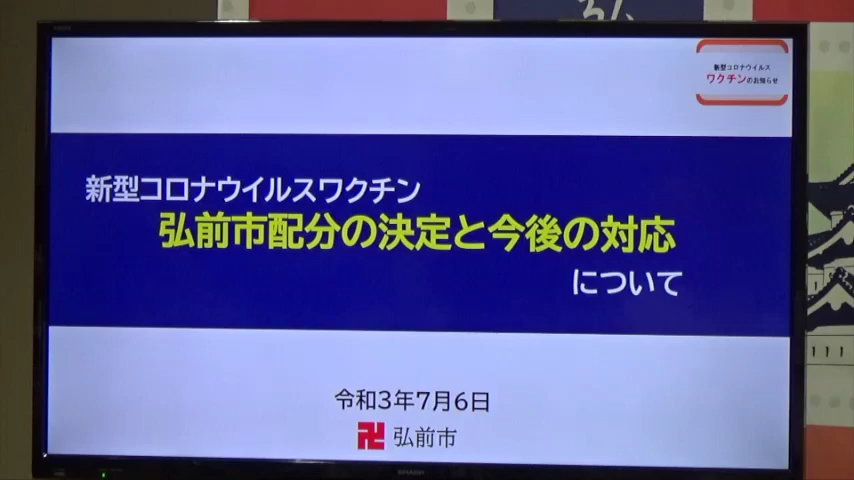 新型コロナウイルス
ワクチンのお知らせ
新型コロナウイルスワクチン
弘前市配分の決定と今後の対応
について
令和3年7月6日
卍 弘前市
SHARP